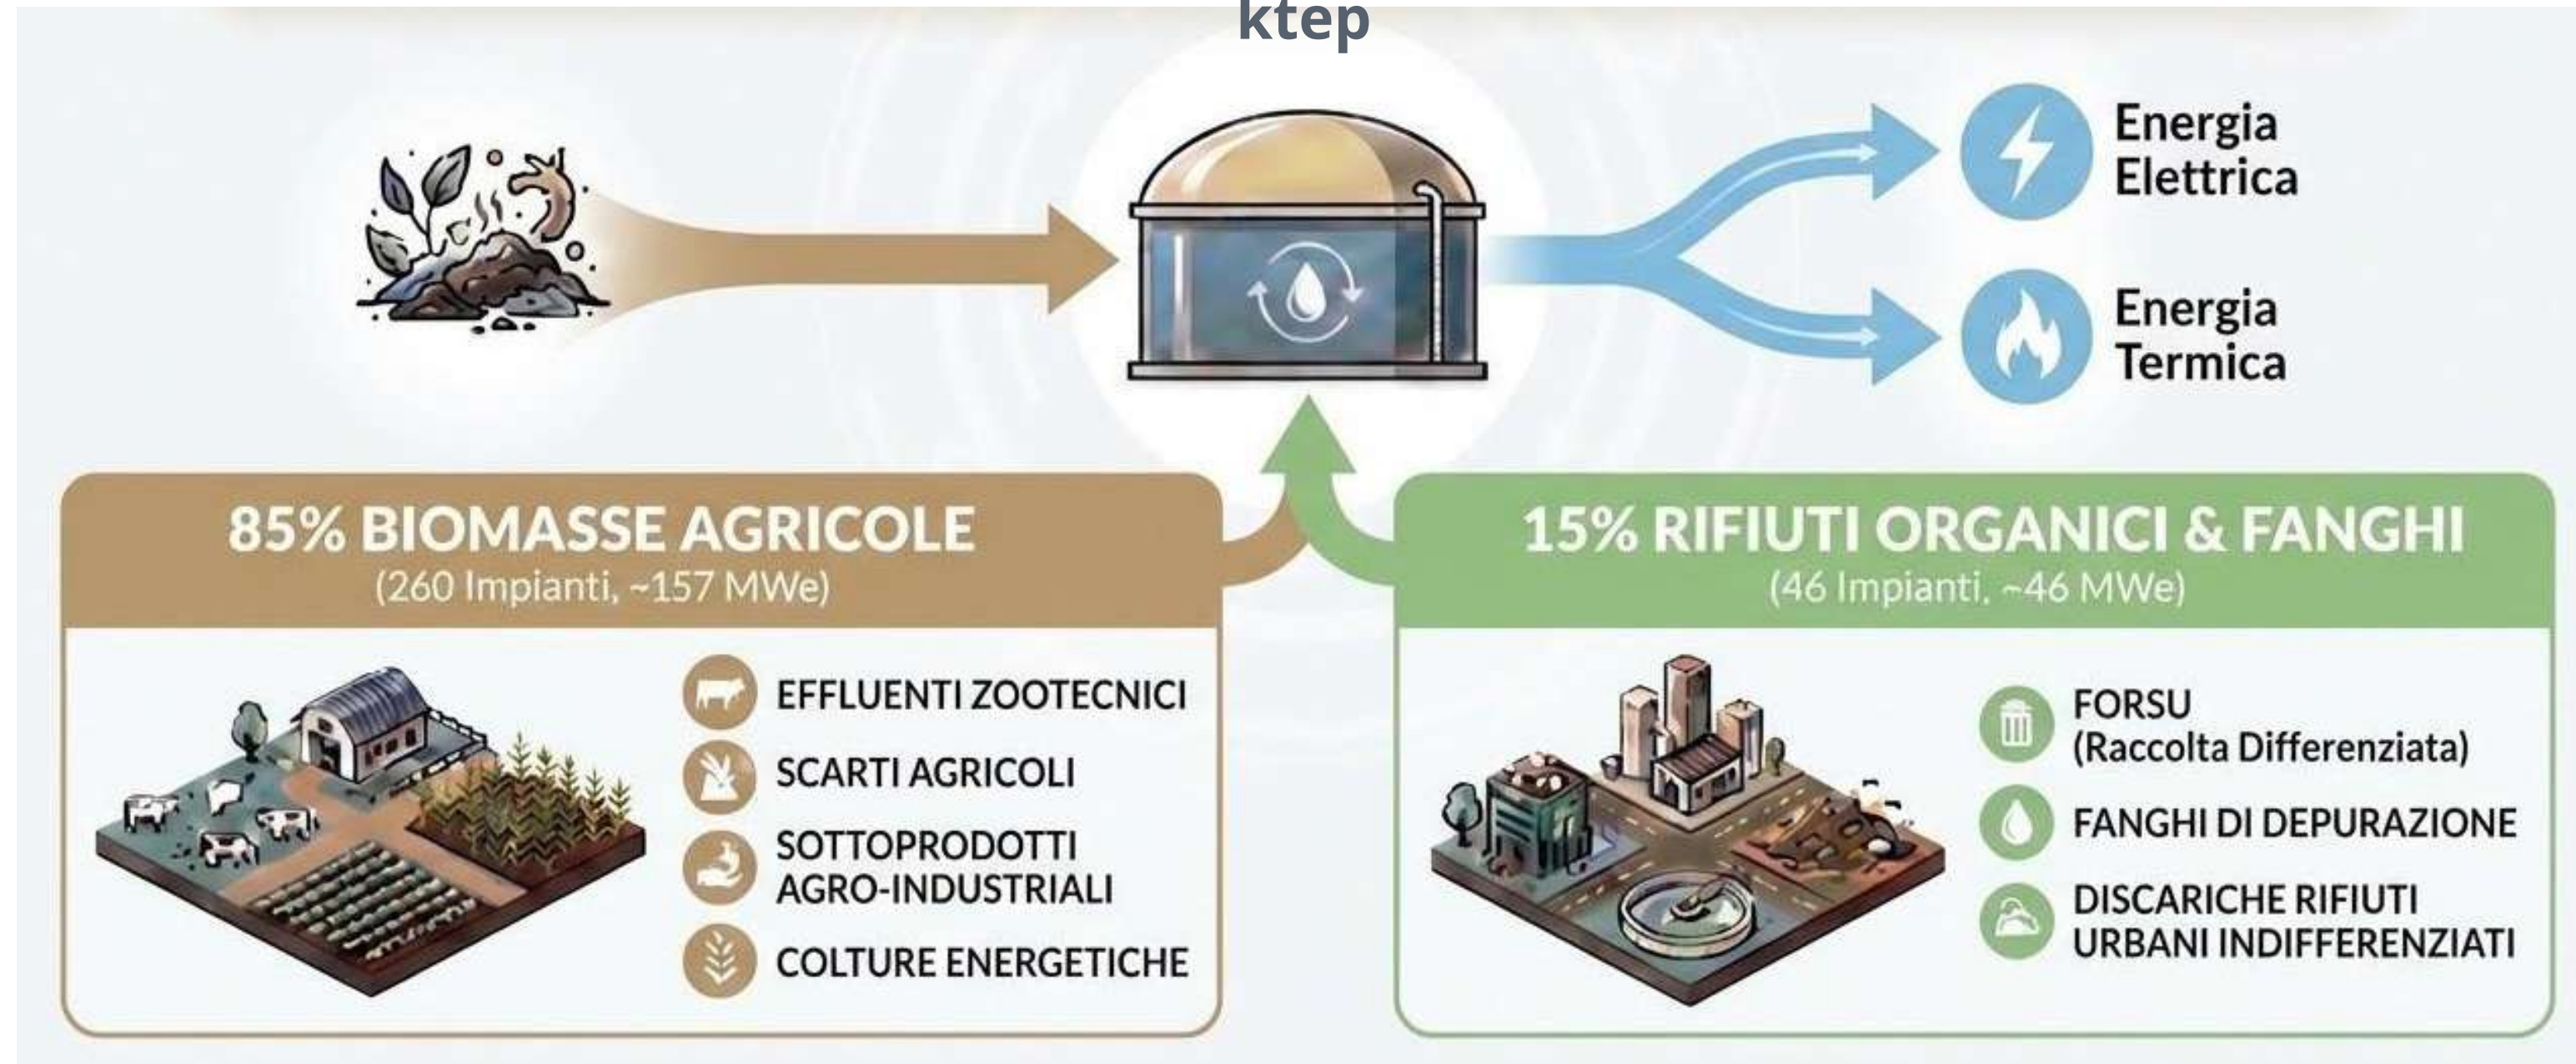 ktep
Energia
Elettrica
Energia
Termica
85% BIOMASSE AGRICOLE
(260 Impianti, ~157 MWe)
EFFLUENTI ZOOTECNICI
SCARTI AGRICOLI
SOTTOPRODOTTI
AGRO-INDUSTRIALI
COLTURE ENERGETICHE
15% RIFIUTI ORGANICI & FANGHI
(46 Impianti, ~46 MWe)
FORSU
(Raccolta Differenziata)
FANGHI DI DEPURAZIONE
DISCARICHE RIFIUTI
URBANI INDIFFERENZIATI